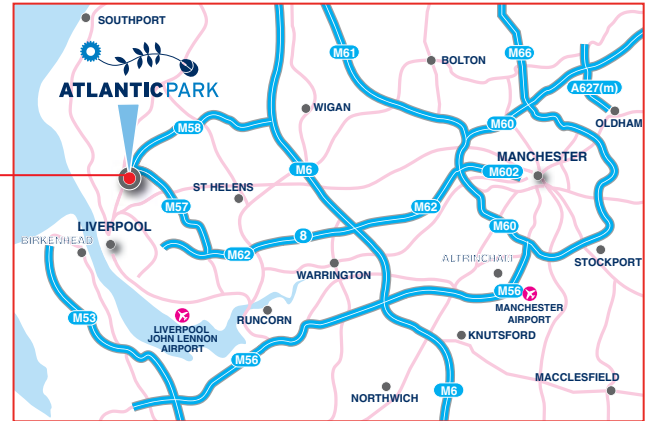 SOUTHPORT
ATLANTICPARK
M61
M66
BOLTON
A627(m)
WIGAN
OLDHAM
M58
M60
MANCHESTER
M6
M602
ST HELENS
M57
M62
LIVERPOOL
8
M60
BIRKENHEAD
M62
ALTRINCHAM
STOCKPORT
WARRINGTON
M56
MANCHESTER
AIRPORT
M53
LIVERPOOL
JOHN LENNON
AIRPORT
RUNCORN
KNUTSFORD
M56
MACCLESFIELD
NORTHWICH
M6